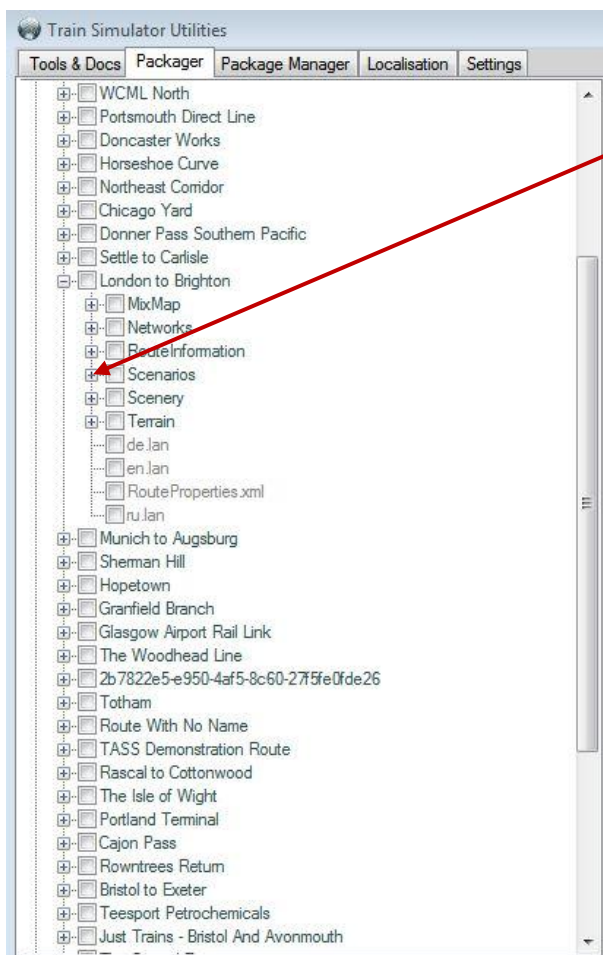 Train Simulator Utilities
Tools & Docs Packager Package Manager Localisation Settings
WCML North
Portsmouth Direct Line
Doncaster Works
Horseshoe Curve
Northeast Corridor
Chicago Yard
Donner Pass Southern Pacific
Settle to Carlisle
London to Brighton
MixMap
Networks
RouteInformation
Scenarios
Scenery
Terrain
de.lan
en.lan
RouteProperties.xml
ru.lan
Munich to Augsburg
Sherman Hill
Hopetown
Granfield Branch
Glasgow Airport Rail Link
The Woodhead Line
2b7822e5-e950-4af5-8c60-27f5fe0fde26
Totham
Route With No Name
TASS Demonstration Route
Rascal to Cottonwood
The Isle of Wight
Portland Terminal
Cajon Pass
Rowntrees Return
Bristol to Exeter
Teesport Petrochemicals
Just Trains - Bristol And Avonmouth